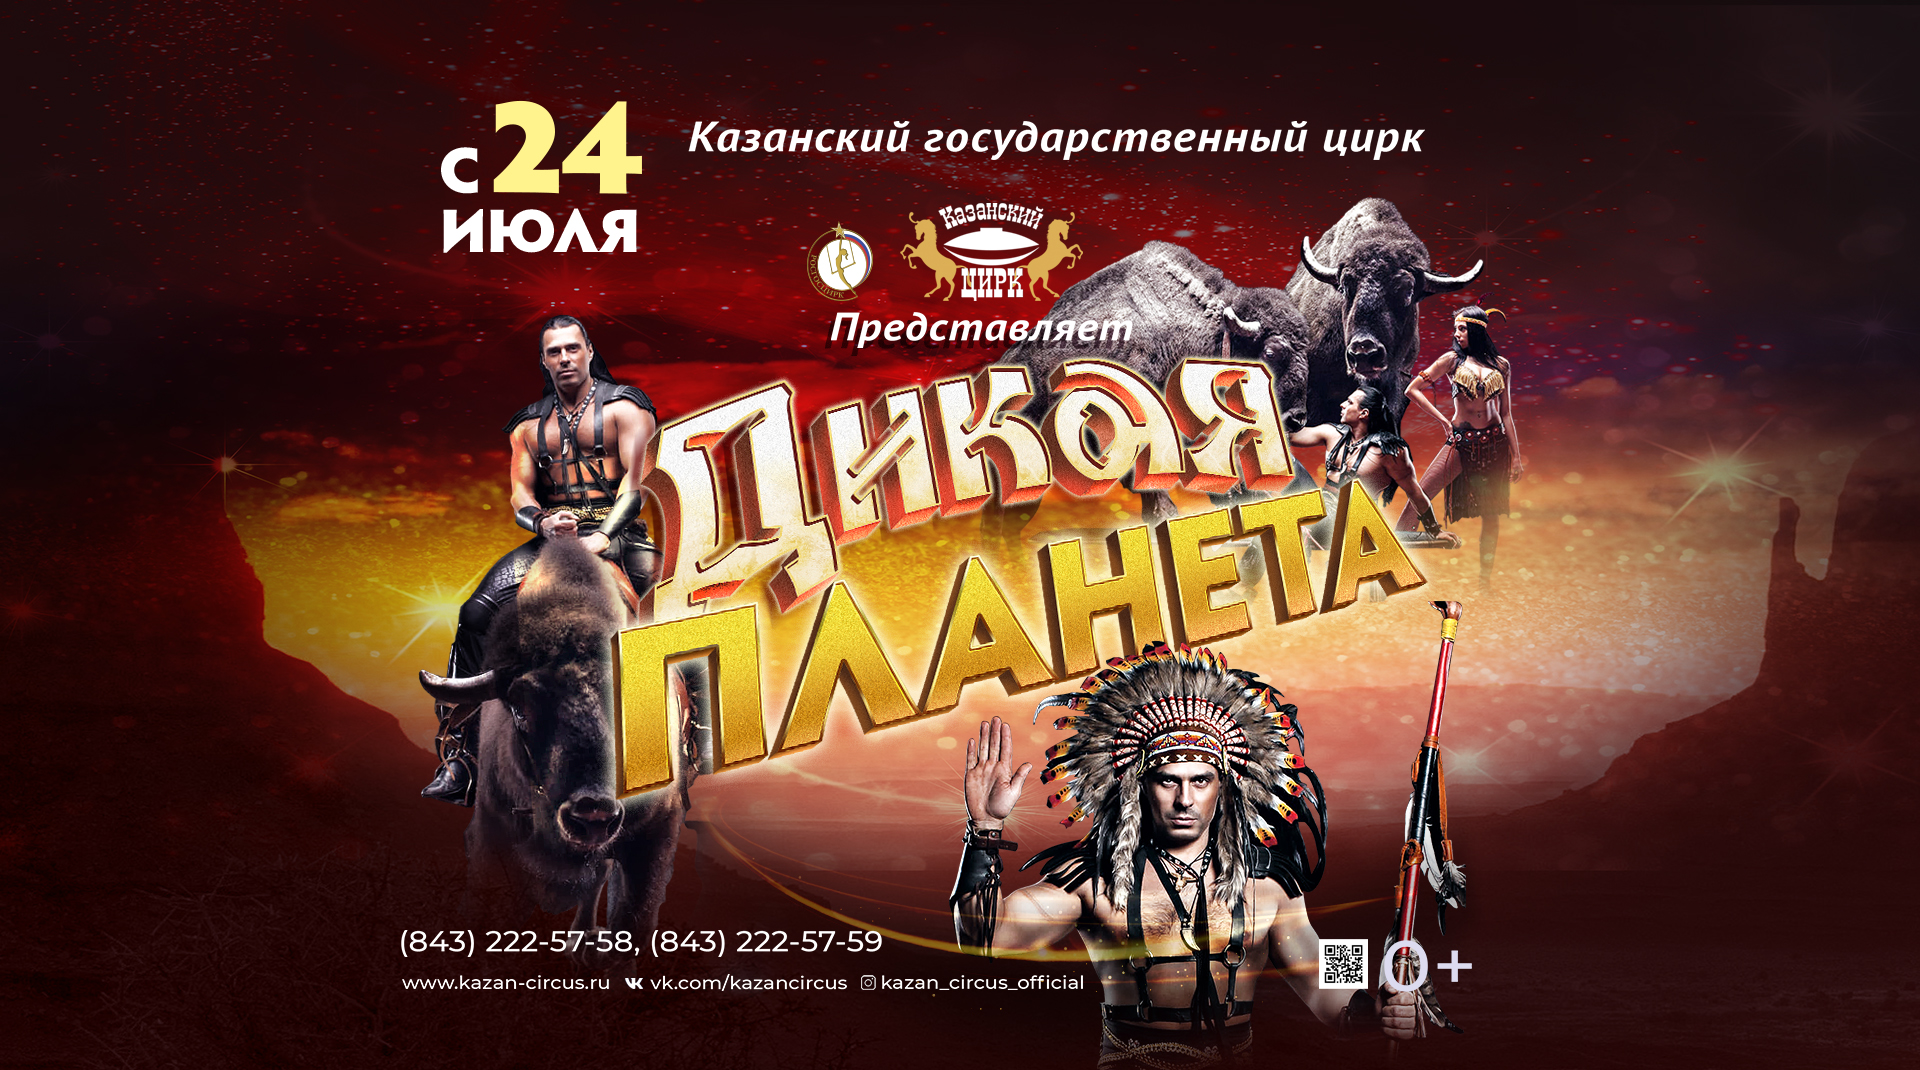 с 24
июля
Казанский государственный цирк
РОСГОСЦИРК
Казанский
ЦИРК
Представляет
Дикая
ПЛАНЕТА
(843) 222-57-58, (843) 222-57-59
www.kazan-circus.ru vk.com/kazancircus kazan_circus_official
0+